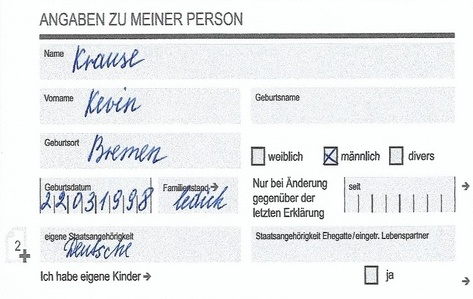 ANGABEN ZU MEINER PERSON
Name Krause
Vorname Kevin
Geburtsname
Geburtsort Bremen
weiblich männlich divers
Geburtsdatum 22031998
Familienstand→ ledich
Nur bei Änderung gegenüber der letzten Erklärung
seit
eigene Staatsangehörigkeit Deutsche
Staatsangehörigkeit Ehegatte/eingetr. Lebenspartner
2
Ich habe eigene Kinder → ja